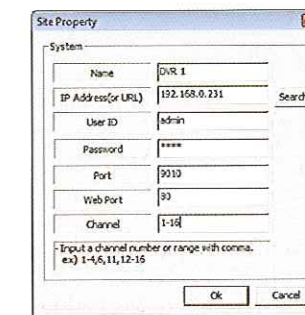 Site Property
System
Name DVR 1
IP Address(or URL) 192.168.0.231 Search
User ID admin
Password ****
Port 9010
Web Port 80
Channel 1-16
- Input a channel number or range with comma.
ex) 1-4,6,11,12-16
Ok Cancel